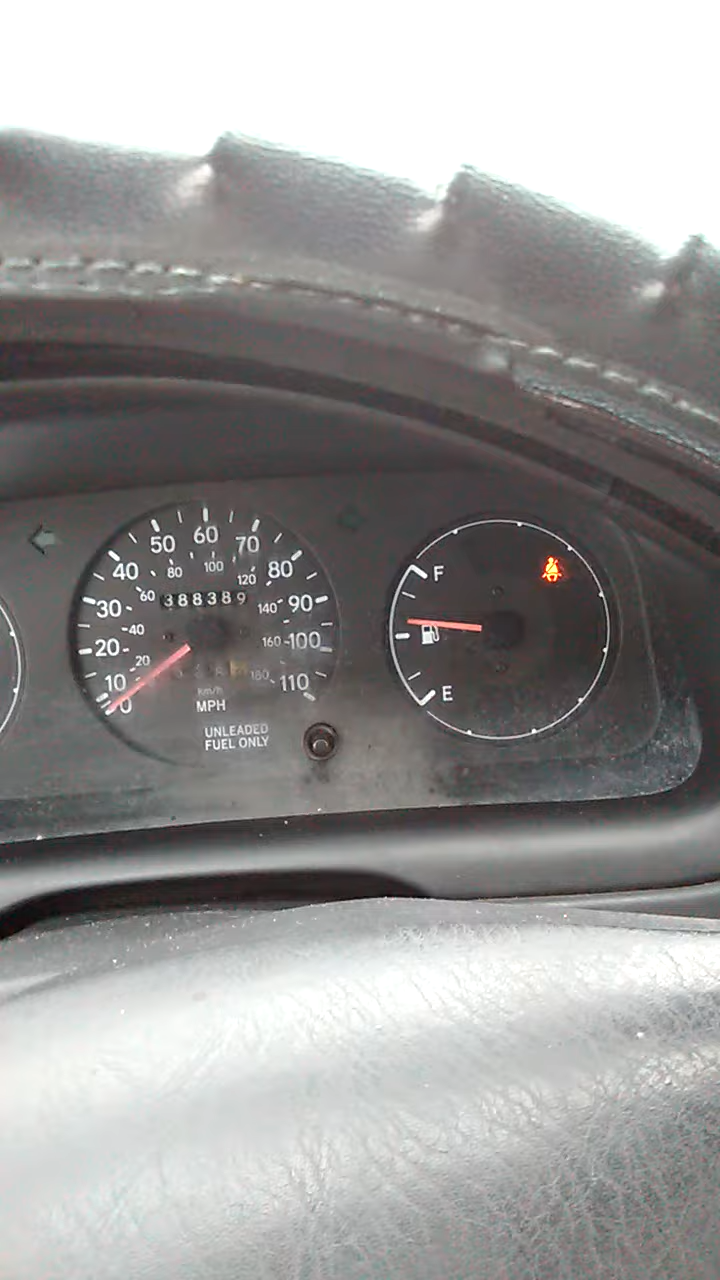 60
50 70
40 80 100 120 80
30 60 388389 140 90
20 40 160 100
10 20 180 110
0 km/h
MPH
UNLEADED
FUEL ONLY
F
E